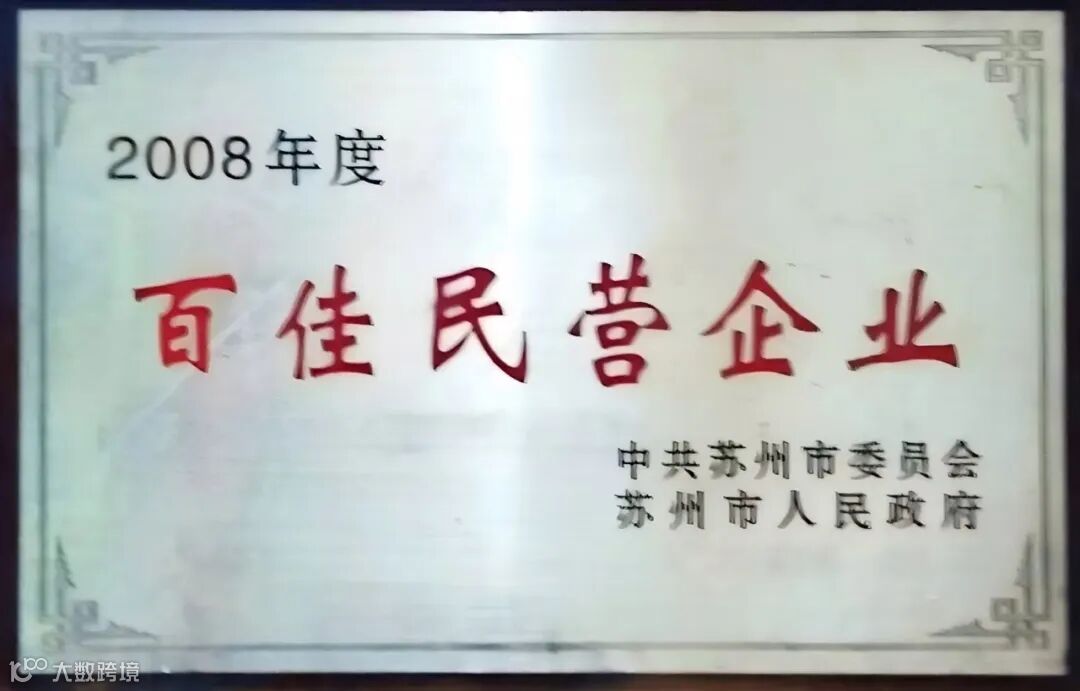 2008年度
百佳民营企业
中共苏州市委员会
苏州市人民政府
大数跨境